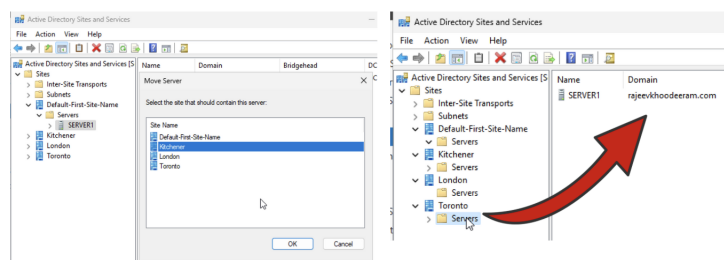 Active Directory Sites and Services
File Action View Help
Active Directory Sites and Services [S
Sites
Inter-Site Transports
Subnets
Default-First-Site-Name
Servers
SERVER1
Kitchener
London
Toronto
Name Domain Bridgehead DC
Move Server
Select the site that should contain this server:
Site Name
Default-First-Site-Name
Kitchener
London
Toronto
OK Cancel
Active Directory Sites and Services
File Action View Help
Active Directory Sites and Services [S
Sites
Inter-Site Transports
Subnets
Default-First-Site-Name
Servers
Kitchener
Servers
London
Servers
Toronto
Servers
Name Domain
SERVER1 rajeevkhoodeeram.com